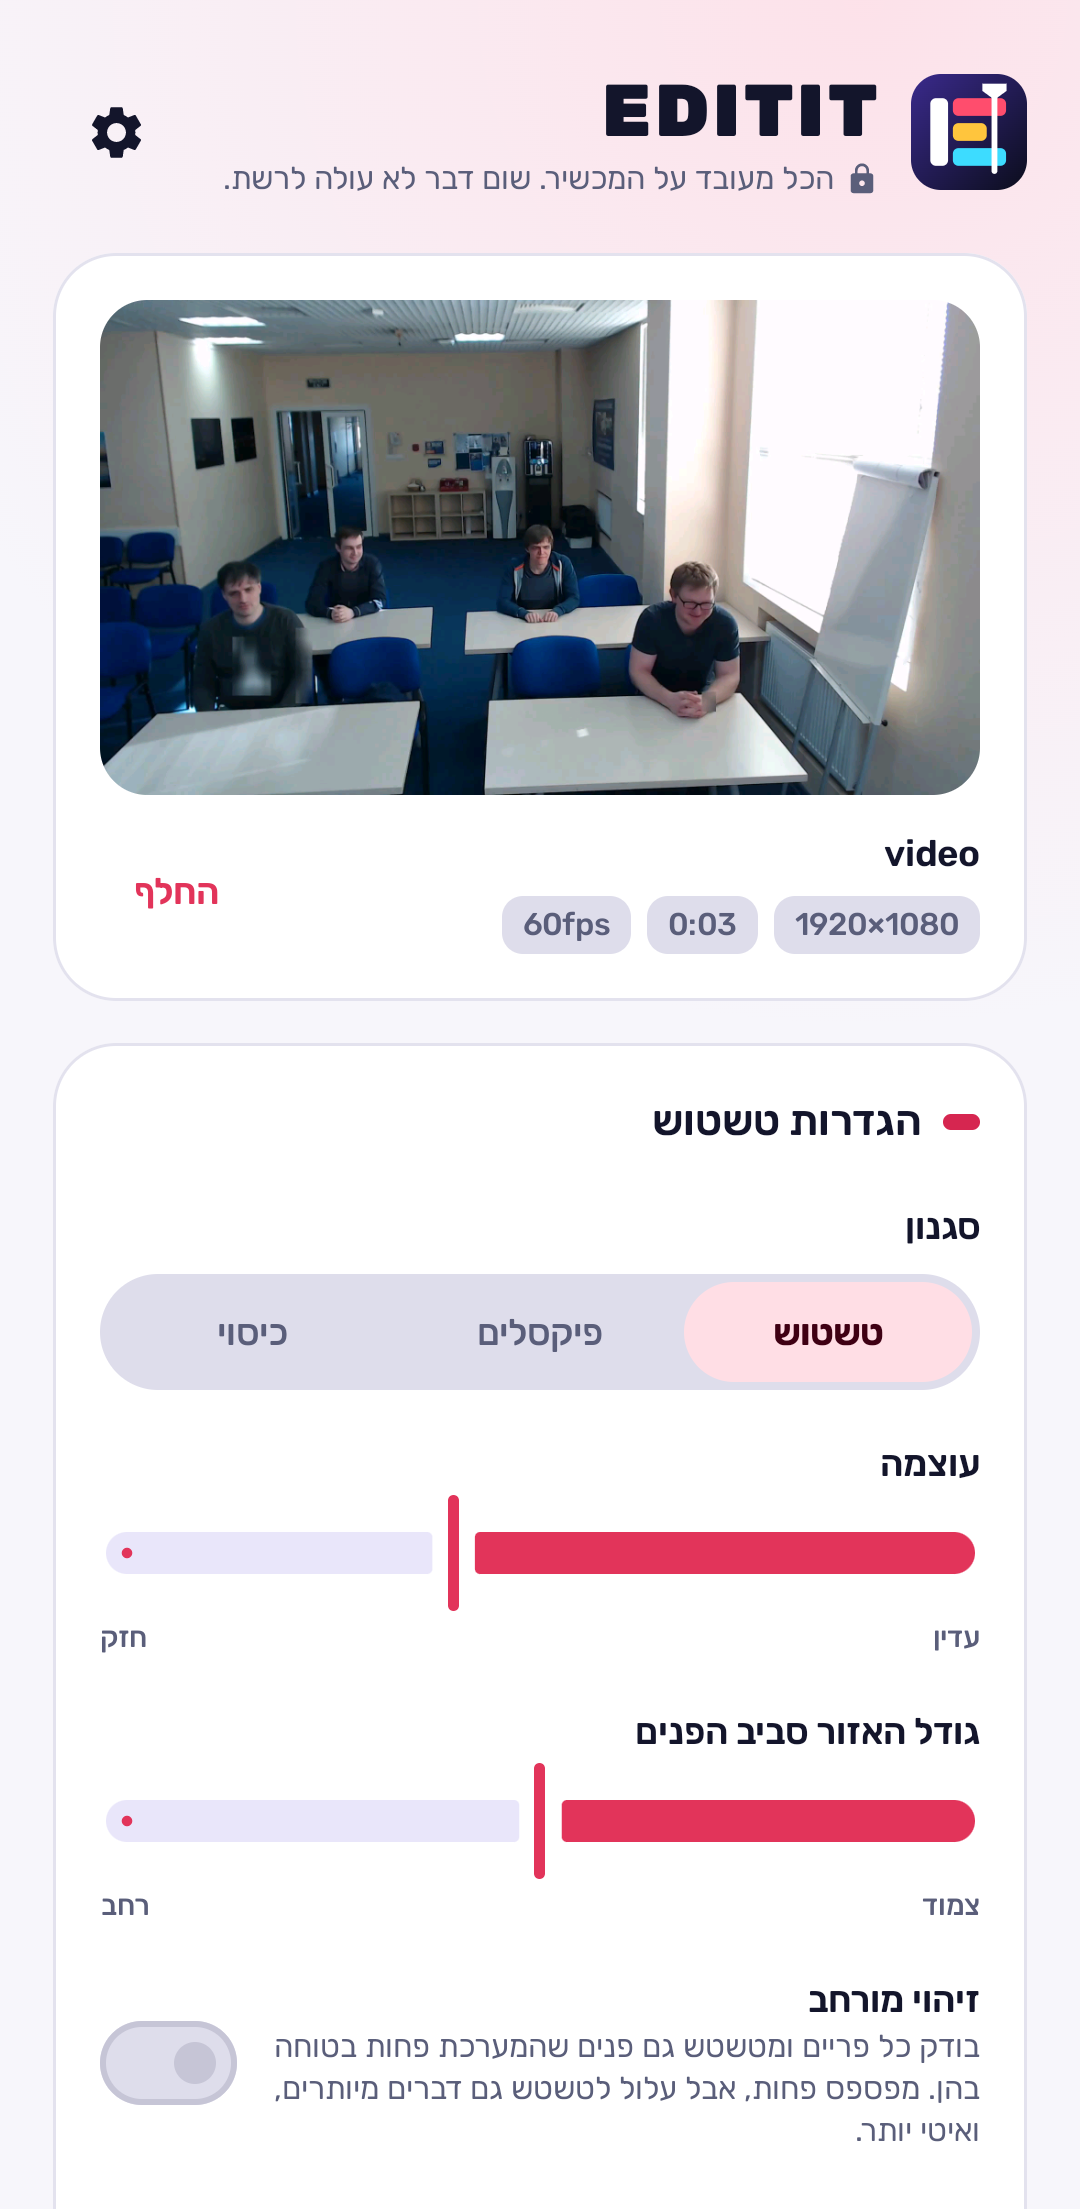 EDITIT
הכל מעובד על המכשיר. שום דבר לא עולה לרשת.
video
1920×1080
0:03
60fps
החלף
הגדרות טשטוש
סגנון
טשטוש
פיקסלים
כיסוי
עוצמה
עדין
חזק
גודל האזור סביב הפנים
צמוד
רחב
זיהוי מורחב
בודק כל פריים ומטשטש גם פנים שהמערכת פחות בטוחה
בהן. מפספס פחות, אבל עלול לטשטש גם דברים מיותרים,
ואיטי יותר.